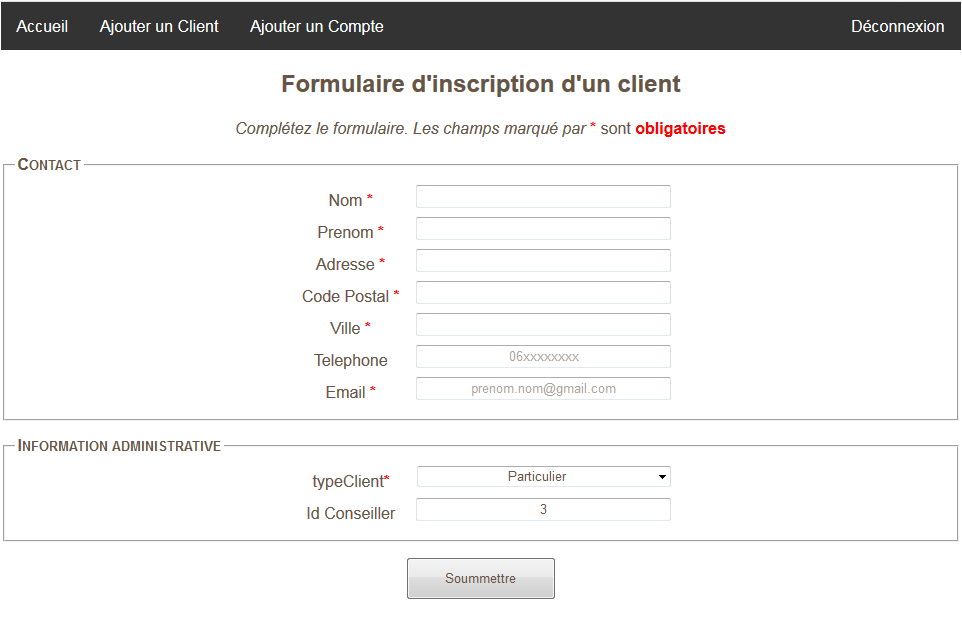 Accueil Ajouter un Client Ajouter un Compte Déconnexion
Formulaire d'inscription d'un client
Complétez le formulaire. Les champs marqué par * sont obligatoires
CONTACT
Nom *
Prenom *
Adresse *
Code Postal *
Ville *
Telephone 06xxxxxxxx
Email * prenom.nom@gmail.com
INFORMATION ADMINISTRATIVE
typeClient* Particulier
Id Conseiller 3
Soummettre